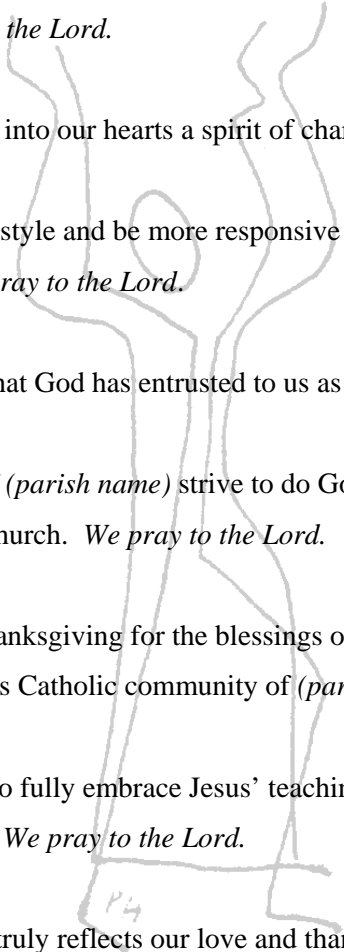 the Lord.
into our hearts a spirit of cha
style and be more responsive
ray to the Lord.
hat God has entrusted to us as
(parish name) strive to do Go
hurch. We pray to the Lord.
anksgiving for the blessings o
s Catholic community of (par
o fully embrace Jesus’ teachin
We pray to the Lord.
truly reflects our love and than